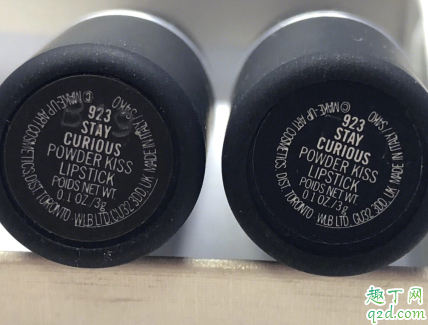 923
STAY
CURIOUS
POWDER KISS
LIPSTICK
POIDS NET WT
0.1 OZ/3g
© MAKE-UP ART COSMETICS DIST. TORONTO W.I.B LTD CU32 3DD UK MADE IN ITALY
923
STAY
CURIOUS
POWDER KISS
LIPSTICK
POIDS NET WT
0.1 OZ/3g
© MAKE-UP ART COSMETICS DIST. TORONTO W.I.B LTD CU32 3DD UK MADE IN ITALY
趣丁网
q2d.com